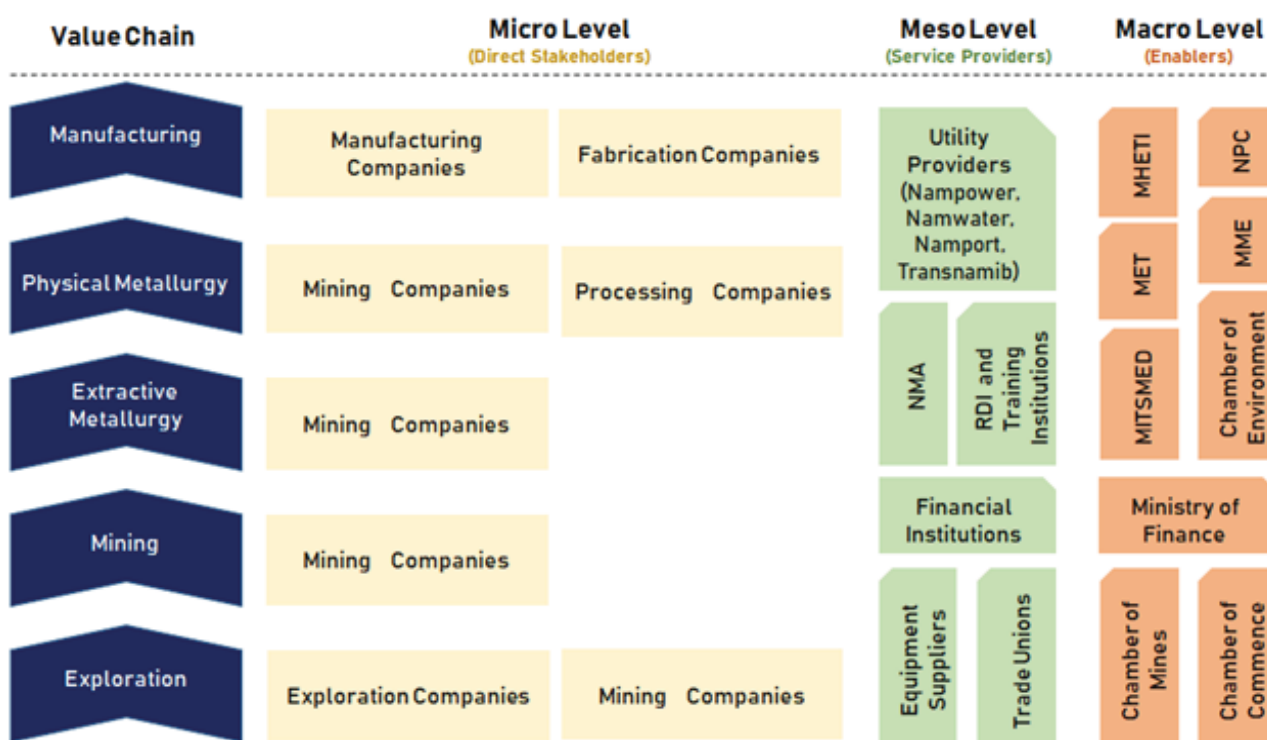 Value Chain
Micro Level
(Direct Stakeholders)
Meso Level
(Service Providers)
Macro Level
(Enablers)
Manufacturing
Manufacturing
Companies
Fabrication Companies
Utility
Providers
(Nampower,
Namwater,
Namport,
Transnamib)
MHETI
NPC
Physical Metallurgy
Mining Companies
Processing Companies
MET
MME
Extractive
Metallurgy
Mining Companies
NMA
RDI and
Training
Institutions
MITSMED
Chamber of
Environment
Mining
Mining Companies
Financial
Institutions
Ministry of
Finance
Exploration
Exploration Companies
Mining Companies
Equipment
Suppliers
Trade Unions
Chamber of
Mines
Chamber of
Commence